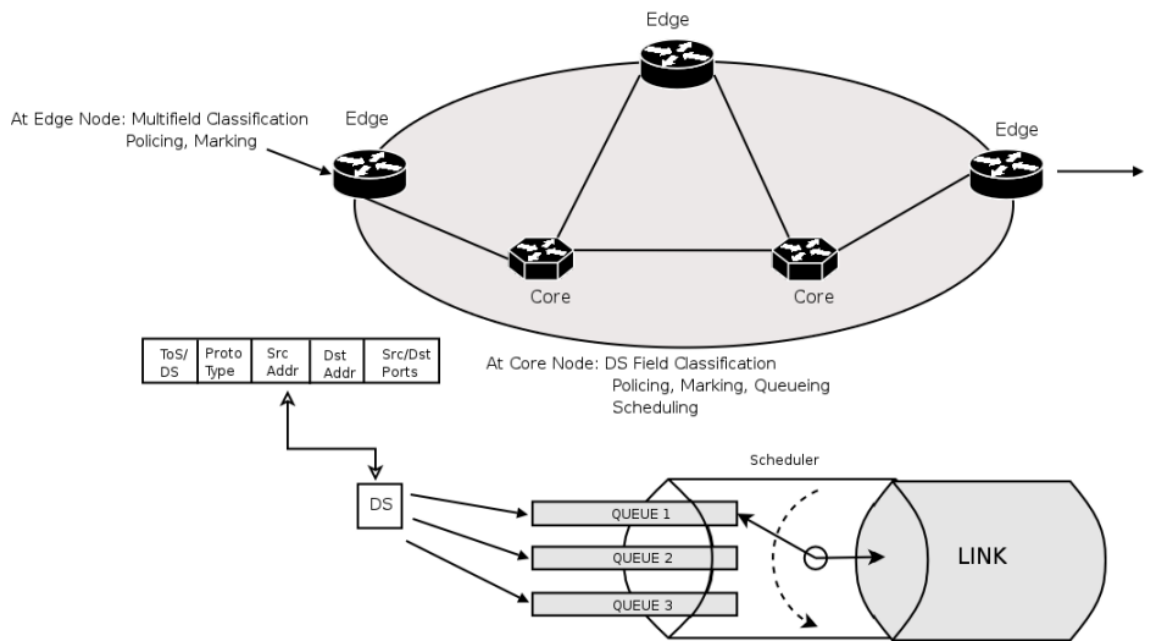 Edge
At Edge Node: Multifield Classification
Policing, Marking
Edge
Edge
Core
Core
ToS/
DS
Proto
Type
Src
Addr
Dst
Addr
Src/Dst
Ports
At Core Node: DS Field Classification
Policing, Marking, Queueing
Scheduling
Scheduler
DS
QUEUE 1
QUEUE 2
QUEUE 3
LINK